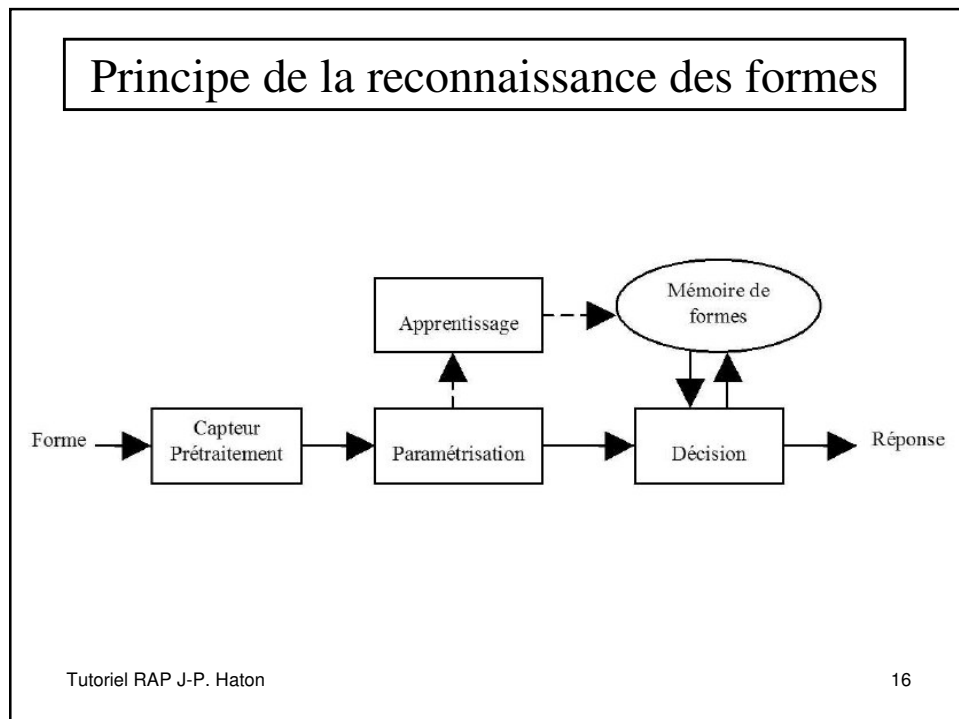 Principe de la reconnaissance des formes
Mémoire de
formes
Apprentissage
Forme
Capteur
Prétraitement
Paramétrisation
Décision
Réponse
Tutoriel RAP J-P. Haton
16